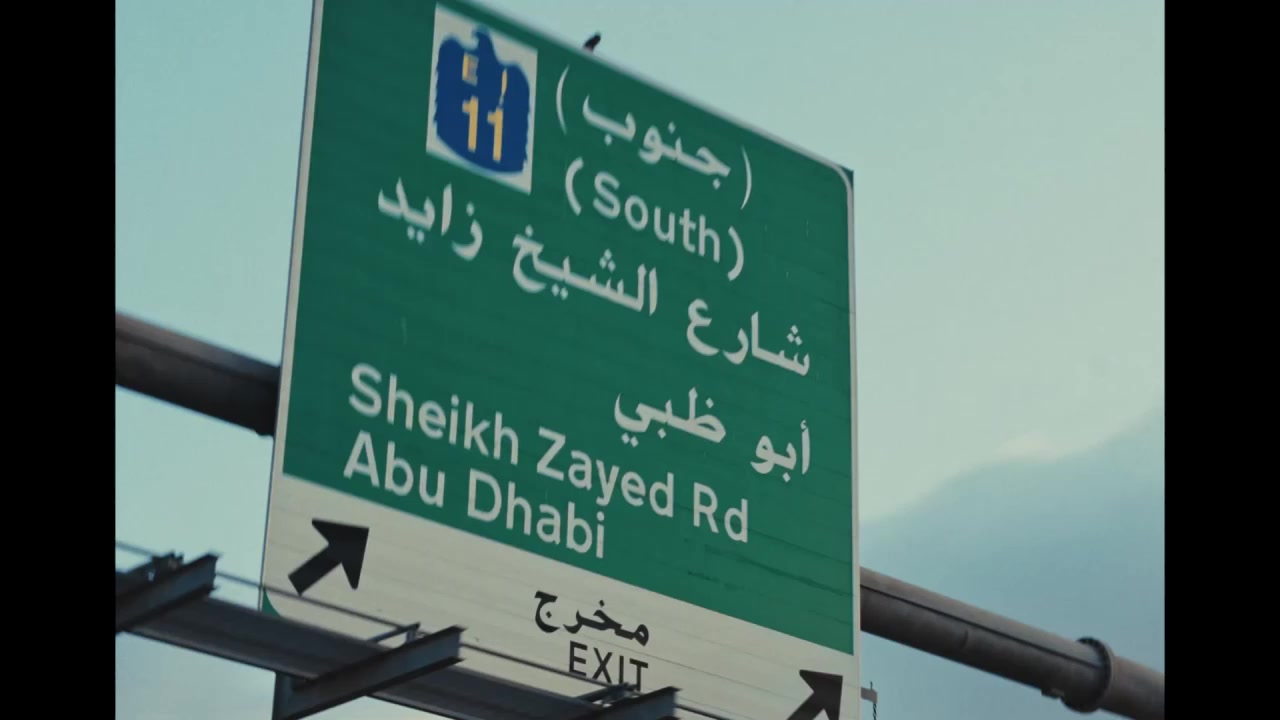 E
11
(جنوب)
(South)
شارع الشيخ زايد
أبو ظبي
Sheikh Zayed Rd
Abu Dhabi
مخرج
EXIT